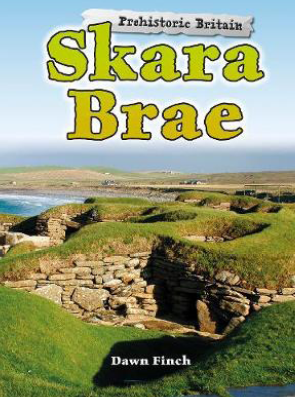 Prehistoric Britain
Skara
Brae
Dawn Finch